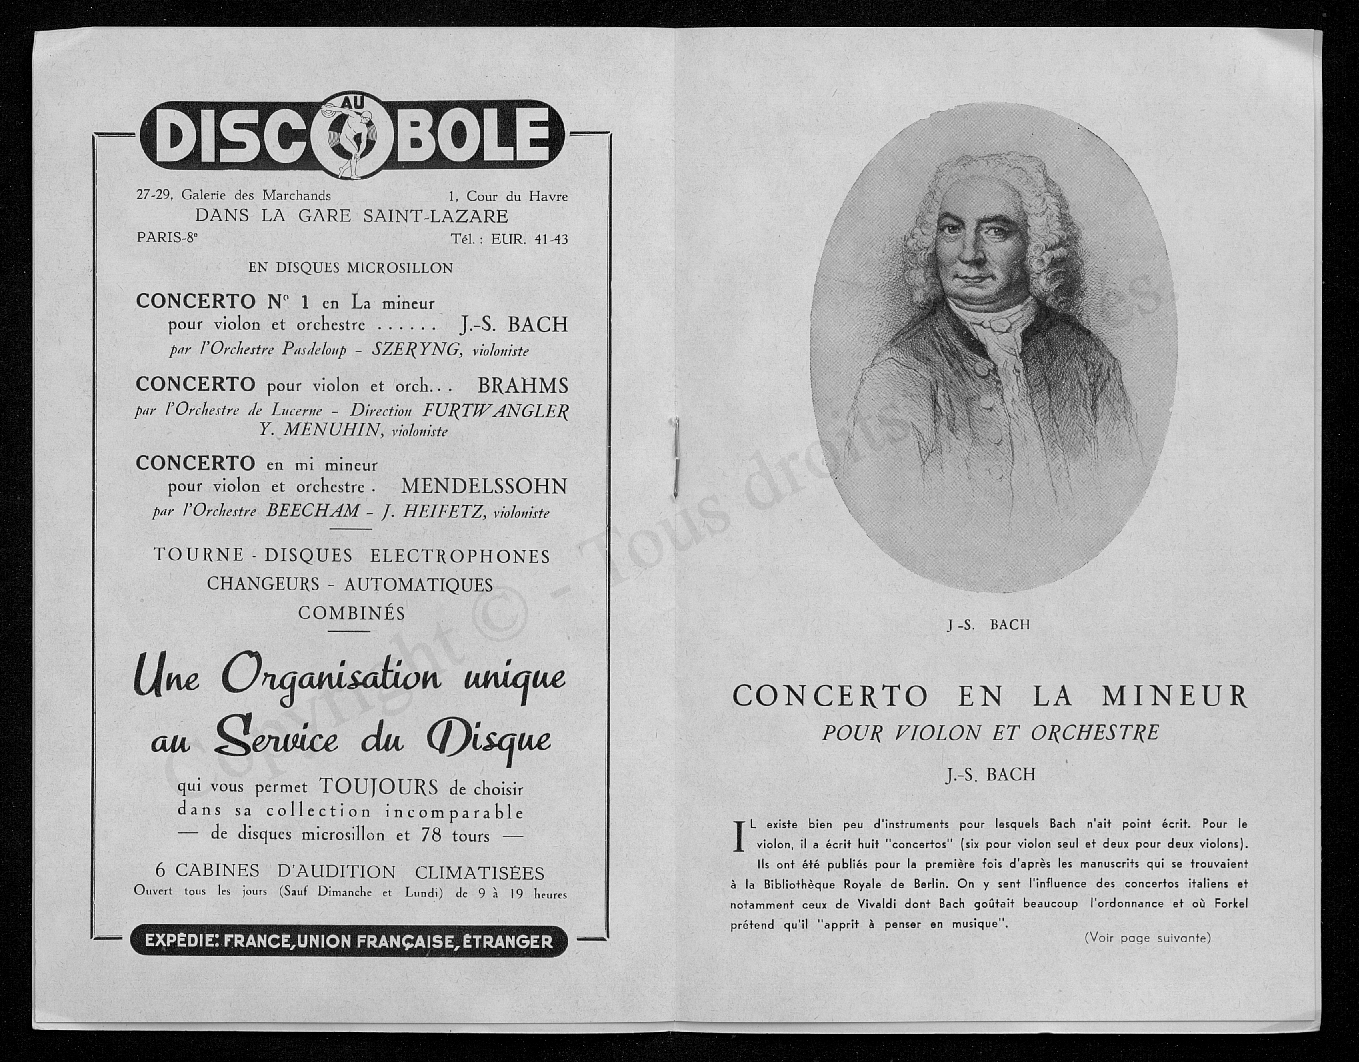 AU
DISCOBOLE
27-29, Galerie des Marchands 1, Cour du Havre
DANS LA GARE SAINT-LAZARE
PARIS-8e Tél. : EUR. 41-43
EN DISQUES MICROSILLON
CONCERTO No 1 en La mineur
pour violon et orchestre ...... J.-S. BACH
par l'Orchestre Pasdeloup - SZERYNG, violoniste
CONCERTO pour violon et orch... BRAHMS
par l'Orchestre de Lucerne - Direction FURTWANGLER
Y. MENUHIN, violoniste
CONCERTO en mi mineur
pour violon et orchestre . MENDELSSOHN
par l'Orchestre BEECHAM - J. HEIFETZ, violoniste
TOURNE - DISQUES ELECTROPHONES
CHANGEURS - AUTOMATIQUES
COMBINÉS
Une Organisation unique
au Service du Disque
qui vous permet TOUJOURS de choisir
dans sa collection incomparable
— de disques microsillon et 78 tours —
6 CABINES D'AUDITION CLIMATISÉES
Ouvert tous les jours (Sauf Dimanche et Lundi) de 9 à 19 heures
EXPÉDIE: FRANCE, UNION FRANÇAISE, ÉTRANGER
J -S. BACH
CONCERTO EN LA MINEUR
POUR VIOLON ET ORCHESTRE
J.-S. BACH
IL existe bien peu d'instruments pour lesquels Bach n'ait point écrit. Pour le
violon, il a écrit huit "concertos" (six pour violon seul et deux pour deux violons).
Ils ont été publiés pour la première fois d'après les manuscrits qui se trouvaient
à la Bibliothèque Royale de Berlin. On y sent l'influence des concertos italiens et
notamment ceux de Vivaldi dont Bach goûtait beaucoup l'ordonnance et où Forkel
prétend qu'il "apprit à penser en musique".
(Voir page suivante)
Copyright © - Tous droits